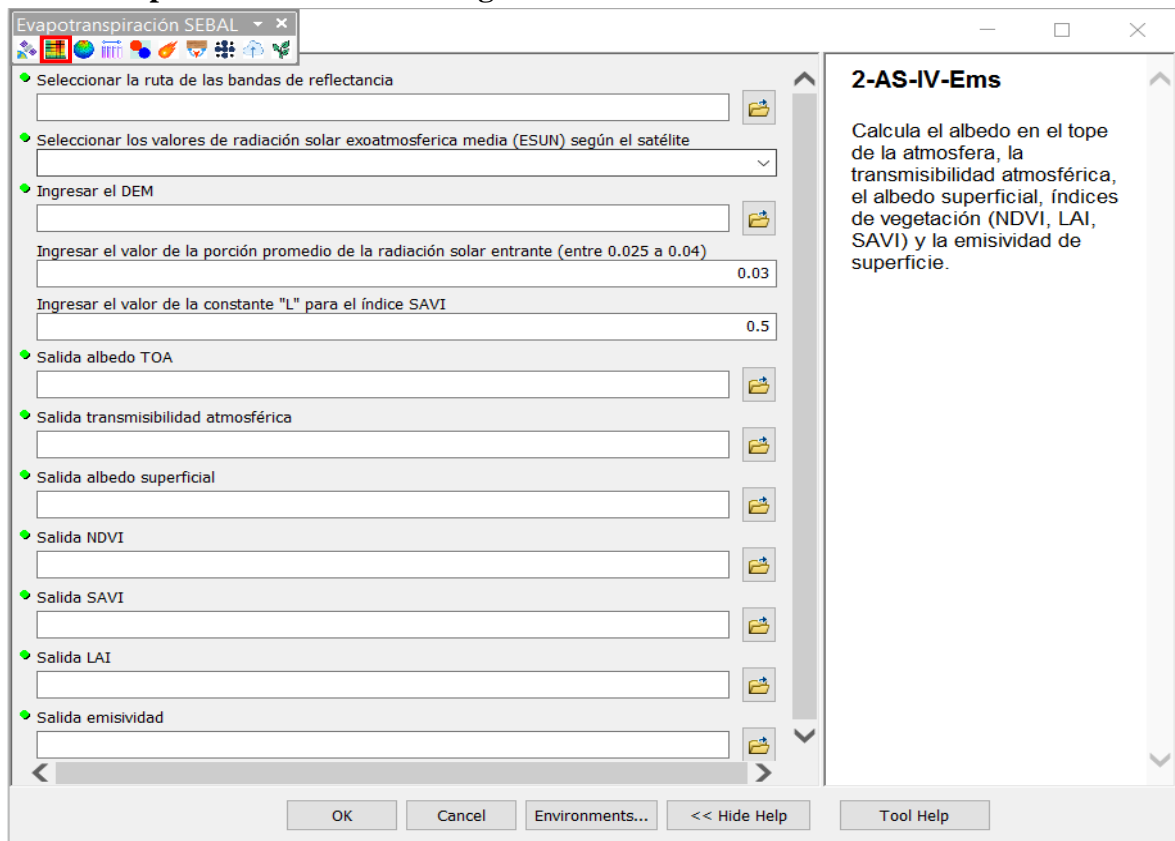 Evapotranspiración SEBAL
Seleccionar la ruta de las bandas de reflectancia
Seleccionar los valores de radiación solar exoatmosferica media (ESUN) según el satélite
Ingresar el DEM
Ingresar el valor de la porción promedio de la radiación solar entrante (entre 0.025 a 0.04)
0.03
Ingresar el valor de la constante "L" para el índice SAVI
0.5
Salida albedo TOA
Salida transmisibilidad atmosférica
Salida albedo superficial
Salida NDVI
Salida SAVI
Salida LAI
Salida emisividad
2-AS-IV-Ems
Calcula el albedo en el tope
de la atmosfera, la
transmisibilidad atmosférica,
el albedo superficial, índices
de vegetación (NDVI, LAI,
SAVI) y la emisividad de
superficie.
OK
Cancel
Environments...
<< Hide Help
Tool Help